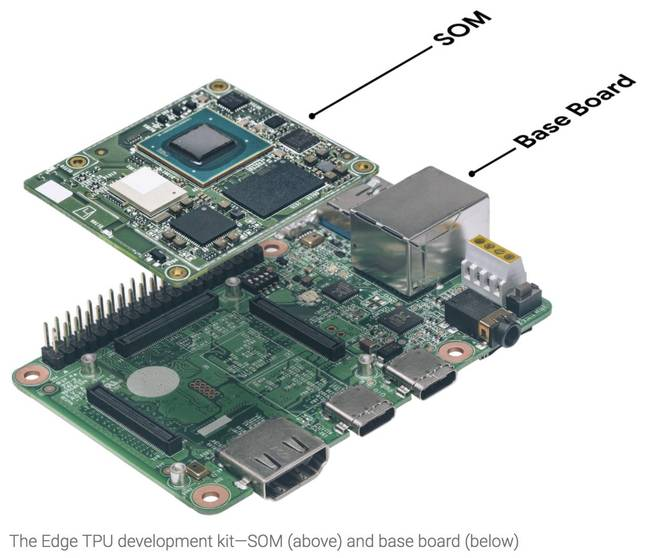 SOM
Base Board
The Edge TPU development kit—SOM (above) and base board (below)